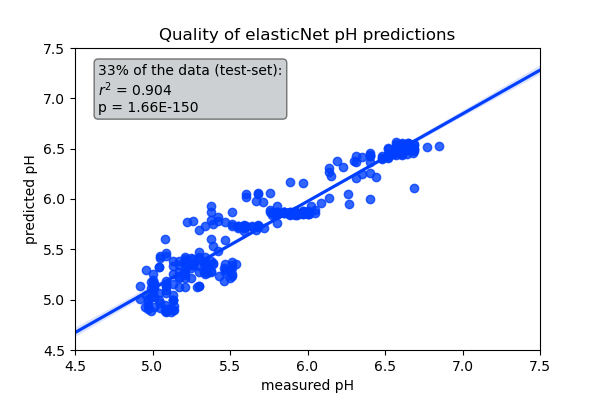 Quality of elasticNet pH predictions
33% of the data (test-set):
r² = 0.904
p = 1.66E-150
predicted pH
7.5
7.0
6.5
6.0
5.5
5.0
4.5
4.5 5.0 5.5 6.0 6.5 7.0 7.5
measured pH